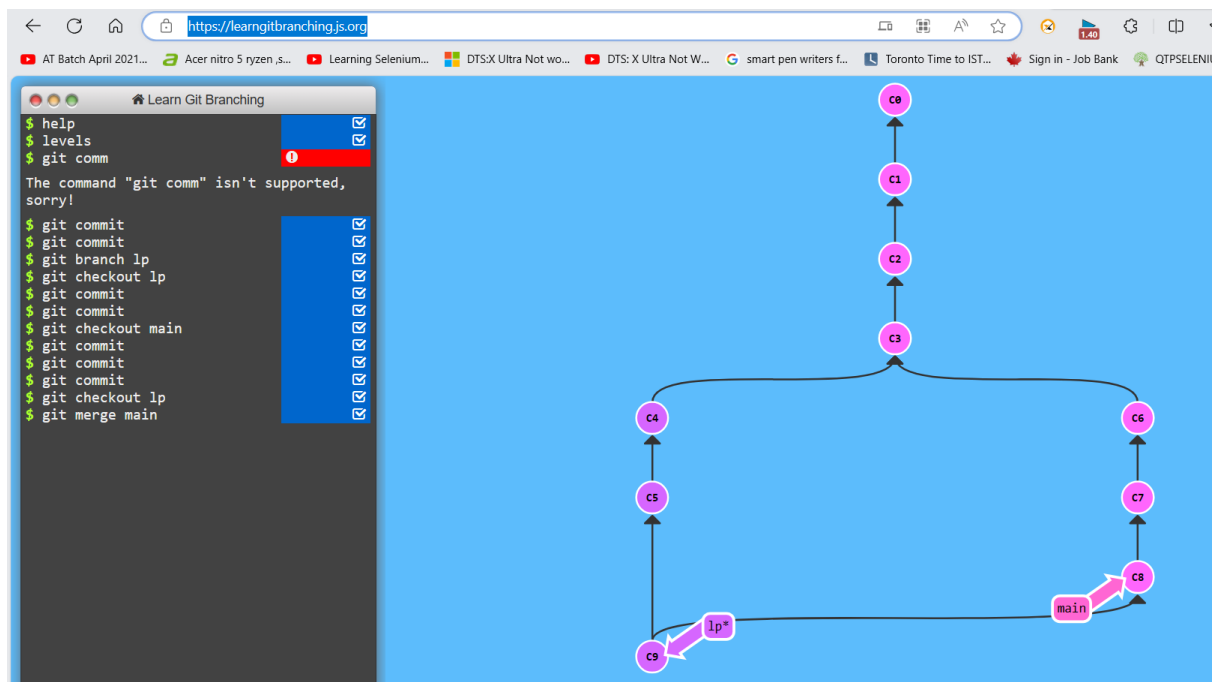 https://learngitbranching.js.org
1.40
AT Batch April 2021...
Acer nitro 5 ryzen ,s...
Learning Selenium...
DTS:X Ultra Not wo...
DTS: X Ultra Not W...
smart pen writers f...
Toronto Time to IST...
Sign in - Job Bank
QTPSELENIU
Learn Git Branching
$ help
$ levels
$ git comm
The command "git comm" isn't supported,
sorry!
$ git commit
$ git commit
$ git branch lp
$ git checkout lp
$ git commit
$ git commit
$ git checkout main
$ git commit
$ git commit
$ git commit
$ git checkout lp
$ git merge main
C0
C1
C2
C3
C4
C6
C5
C7
C8
main
lp*
C9